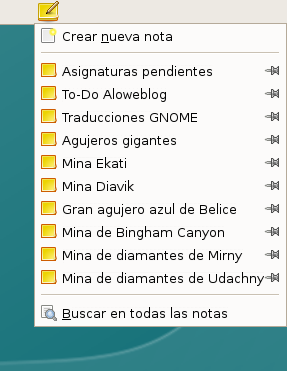 Crear nueva nota
Asignaturas pendientes
To-Do Aloweblog
Traducciones GNOME
Agujeros gigantes
Mina Ekati
Mina Diavik
Gran agujero azul de Belice
Mina de Bingham Canyon
Mina de diamantes de Mirny
Mina de diamantes de Udachny
Buscar en todas las notas